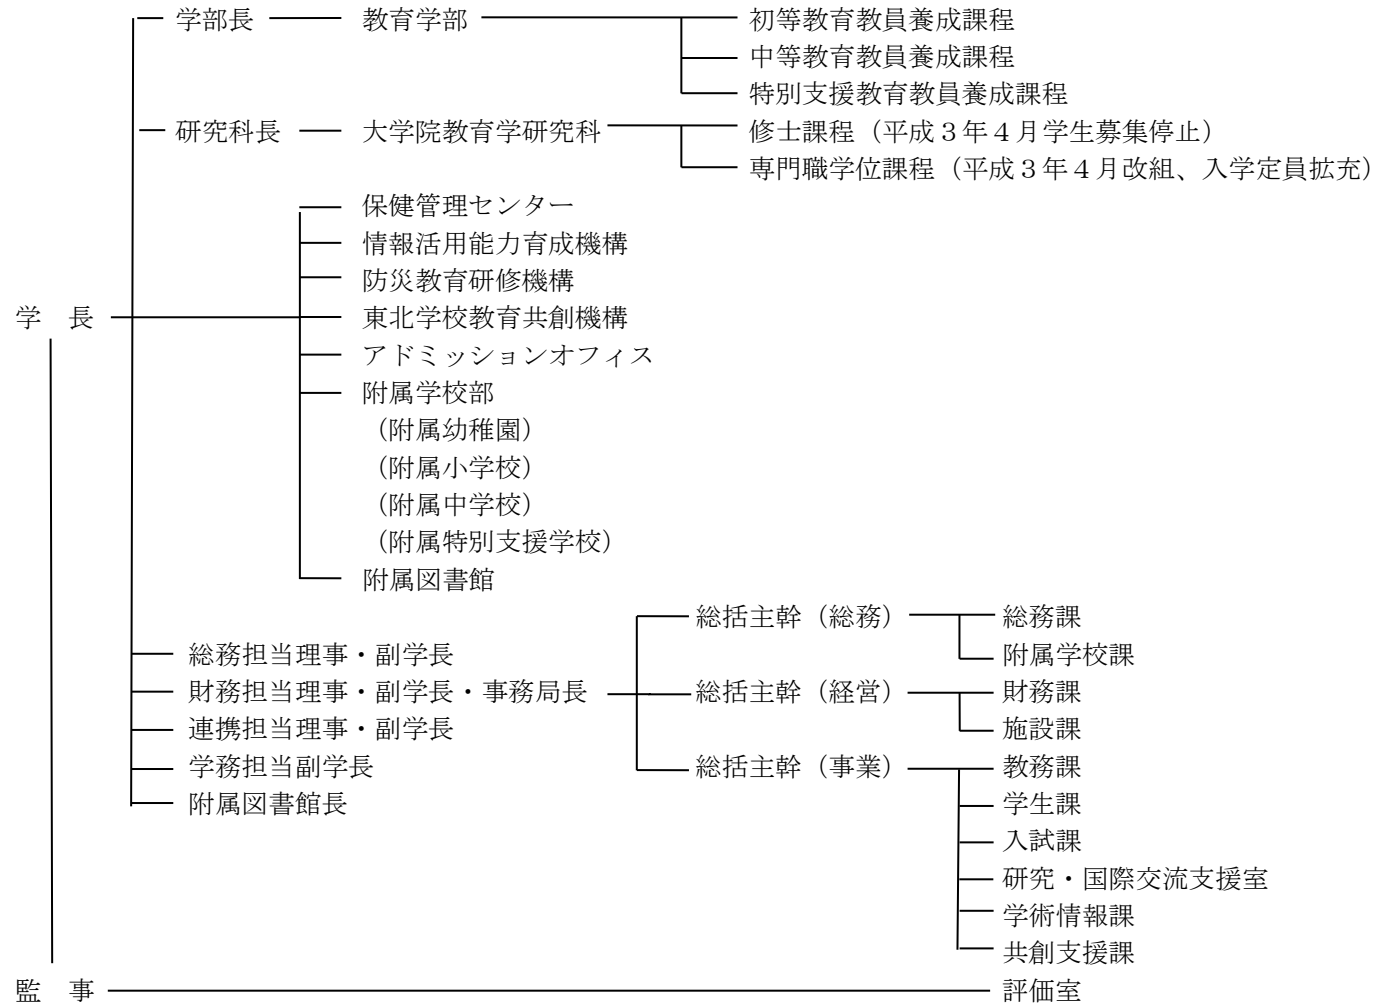 学部長 教育学部 初等教育教員養成課程
中等教育教員養成課程
特別支援教育教員養成課程
研究科長 大学院教育学研究科 修士課程（平成３年４月学生募集停止）
専門職学位課程（平成３年４月改組、入学定員拡充）
保健管理センター
情報活用能力育成機構
防災教育研修機構
学　長 東北学校教育共創機構
アドミッションオフィス
附属学校部
（附属幼稚園）
（附属小学校）
（附属中学校）
（附属特別支援学校）
附属図書館
総括主幹（総務） 総務課
総務担当理事・副学長 附属学校課
財務担当理事・副学長・事務局長 総括主幹（経営） 財務課
連携担当理事・副学長 施設課
学務担当副学長 総括主幹（事業） 教務課
附属図書館長 学生課
入試課
研究・国際交流支援室
学術情報課
共創支援課
監　事 評価室